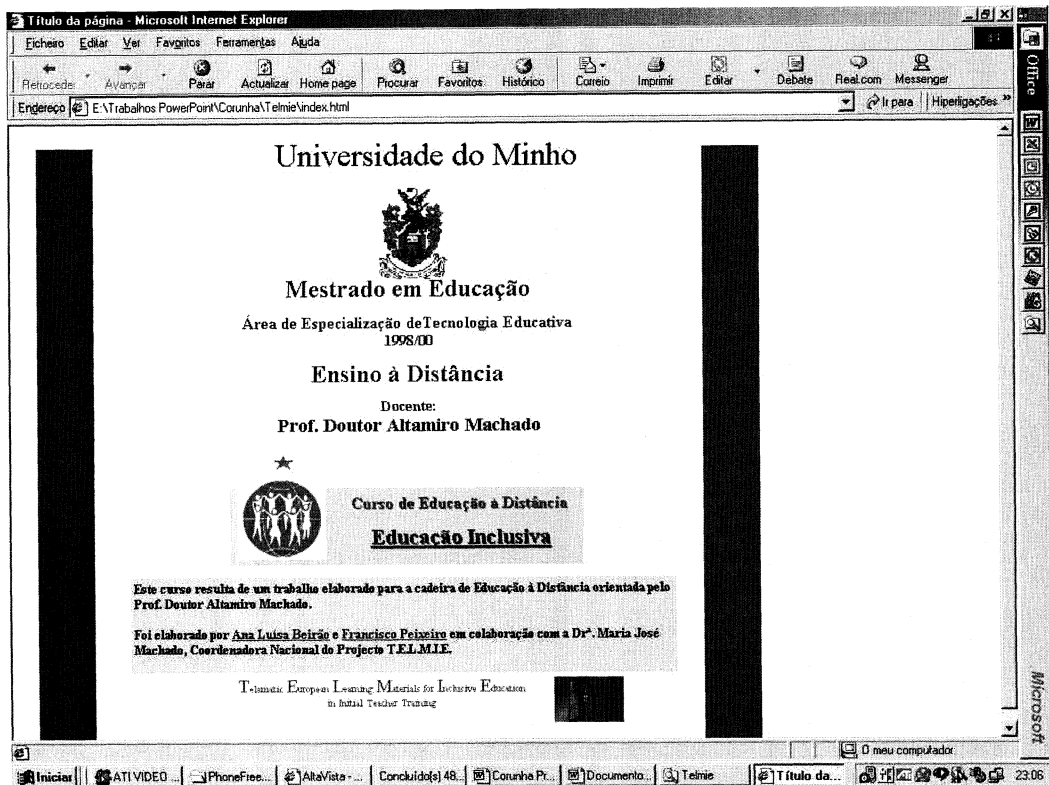 Título da página - Microsoft Internet Explorer
Ficheiro Editar Ver Favoritos Ferramentas Ajuda
Retroceder Avançar Parar Actualizar Home page Procurar Favoritos Histórico Correio Imprimir Editar Debate Real.com Messenger
Endereço E:\Trabalhos PowerPoint\Corunha\Telmie\index.html Ir para Hiperligações »
Office
Universidade do Minho
Mestrado em Educação
Área de Especialização deTecnologia Educativa
1998/00
Ensino à Distância
Docente:
Prof. Doutor Altamiro Machado
Curso de Educação à Distância
Educação Inclusiva
Este curso resulta de um trabalho elaborado para a cadeira de Educação à Distância orientada pelo
Prof. Doutor Altamiro Machado.
Foi elaborado por Ana Luisa Beirão e Francisco Peixeiro em colaboração com a Drª. Maria José
Machado, Coordenadora Nacional do Projecto T.E.L.M.I.E.
Telematic European Learning Materials for Inclusive Education
in Initial Teacher Training
Microsoft
O meu computador
Iniciar ATI VIDEO ... PhoneFree... AltaVista - ... Concluído(s) 48... Corunha Pr... Documento... Telmie Título da... 23:06